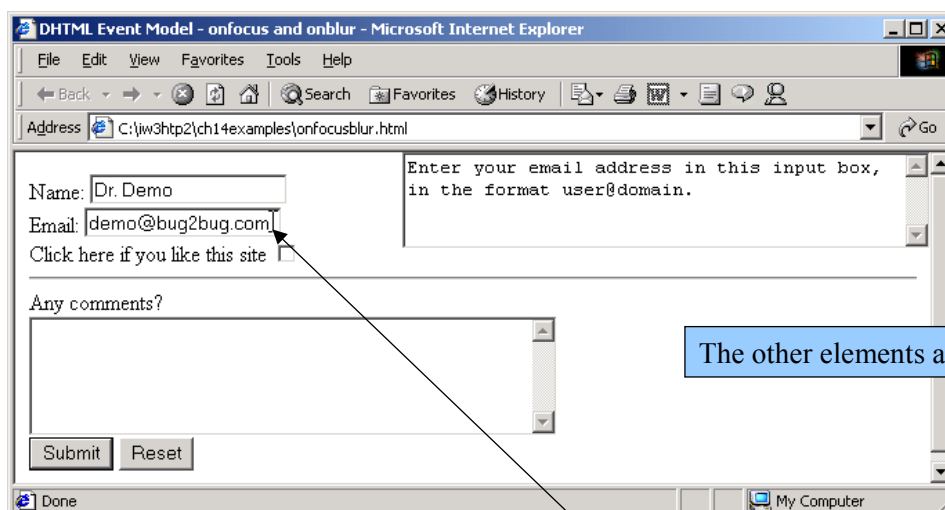 DHTML Event Model - onfocus and onblur - Microsoft Internet Explorer
File Edit View Favorites Tools Help
Back Search Favorites History
Address C:\iw3htp2\ch14examples\onfocusblur.html Go
Name: Dr. Demo
Email: demo@bug2bug.com
Click here if you like this site
Enter your email address in this input box,
in the format user@domain.
Any comments?
The other elements a
Submit Reset
Done My Computer